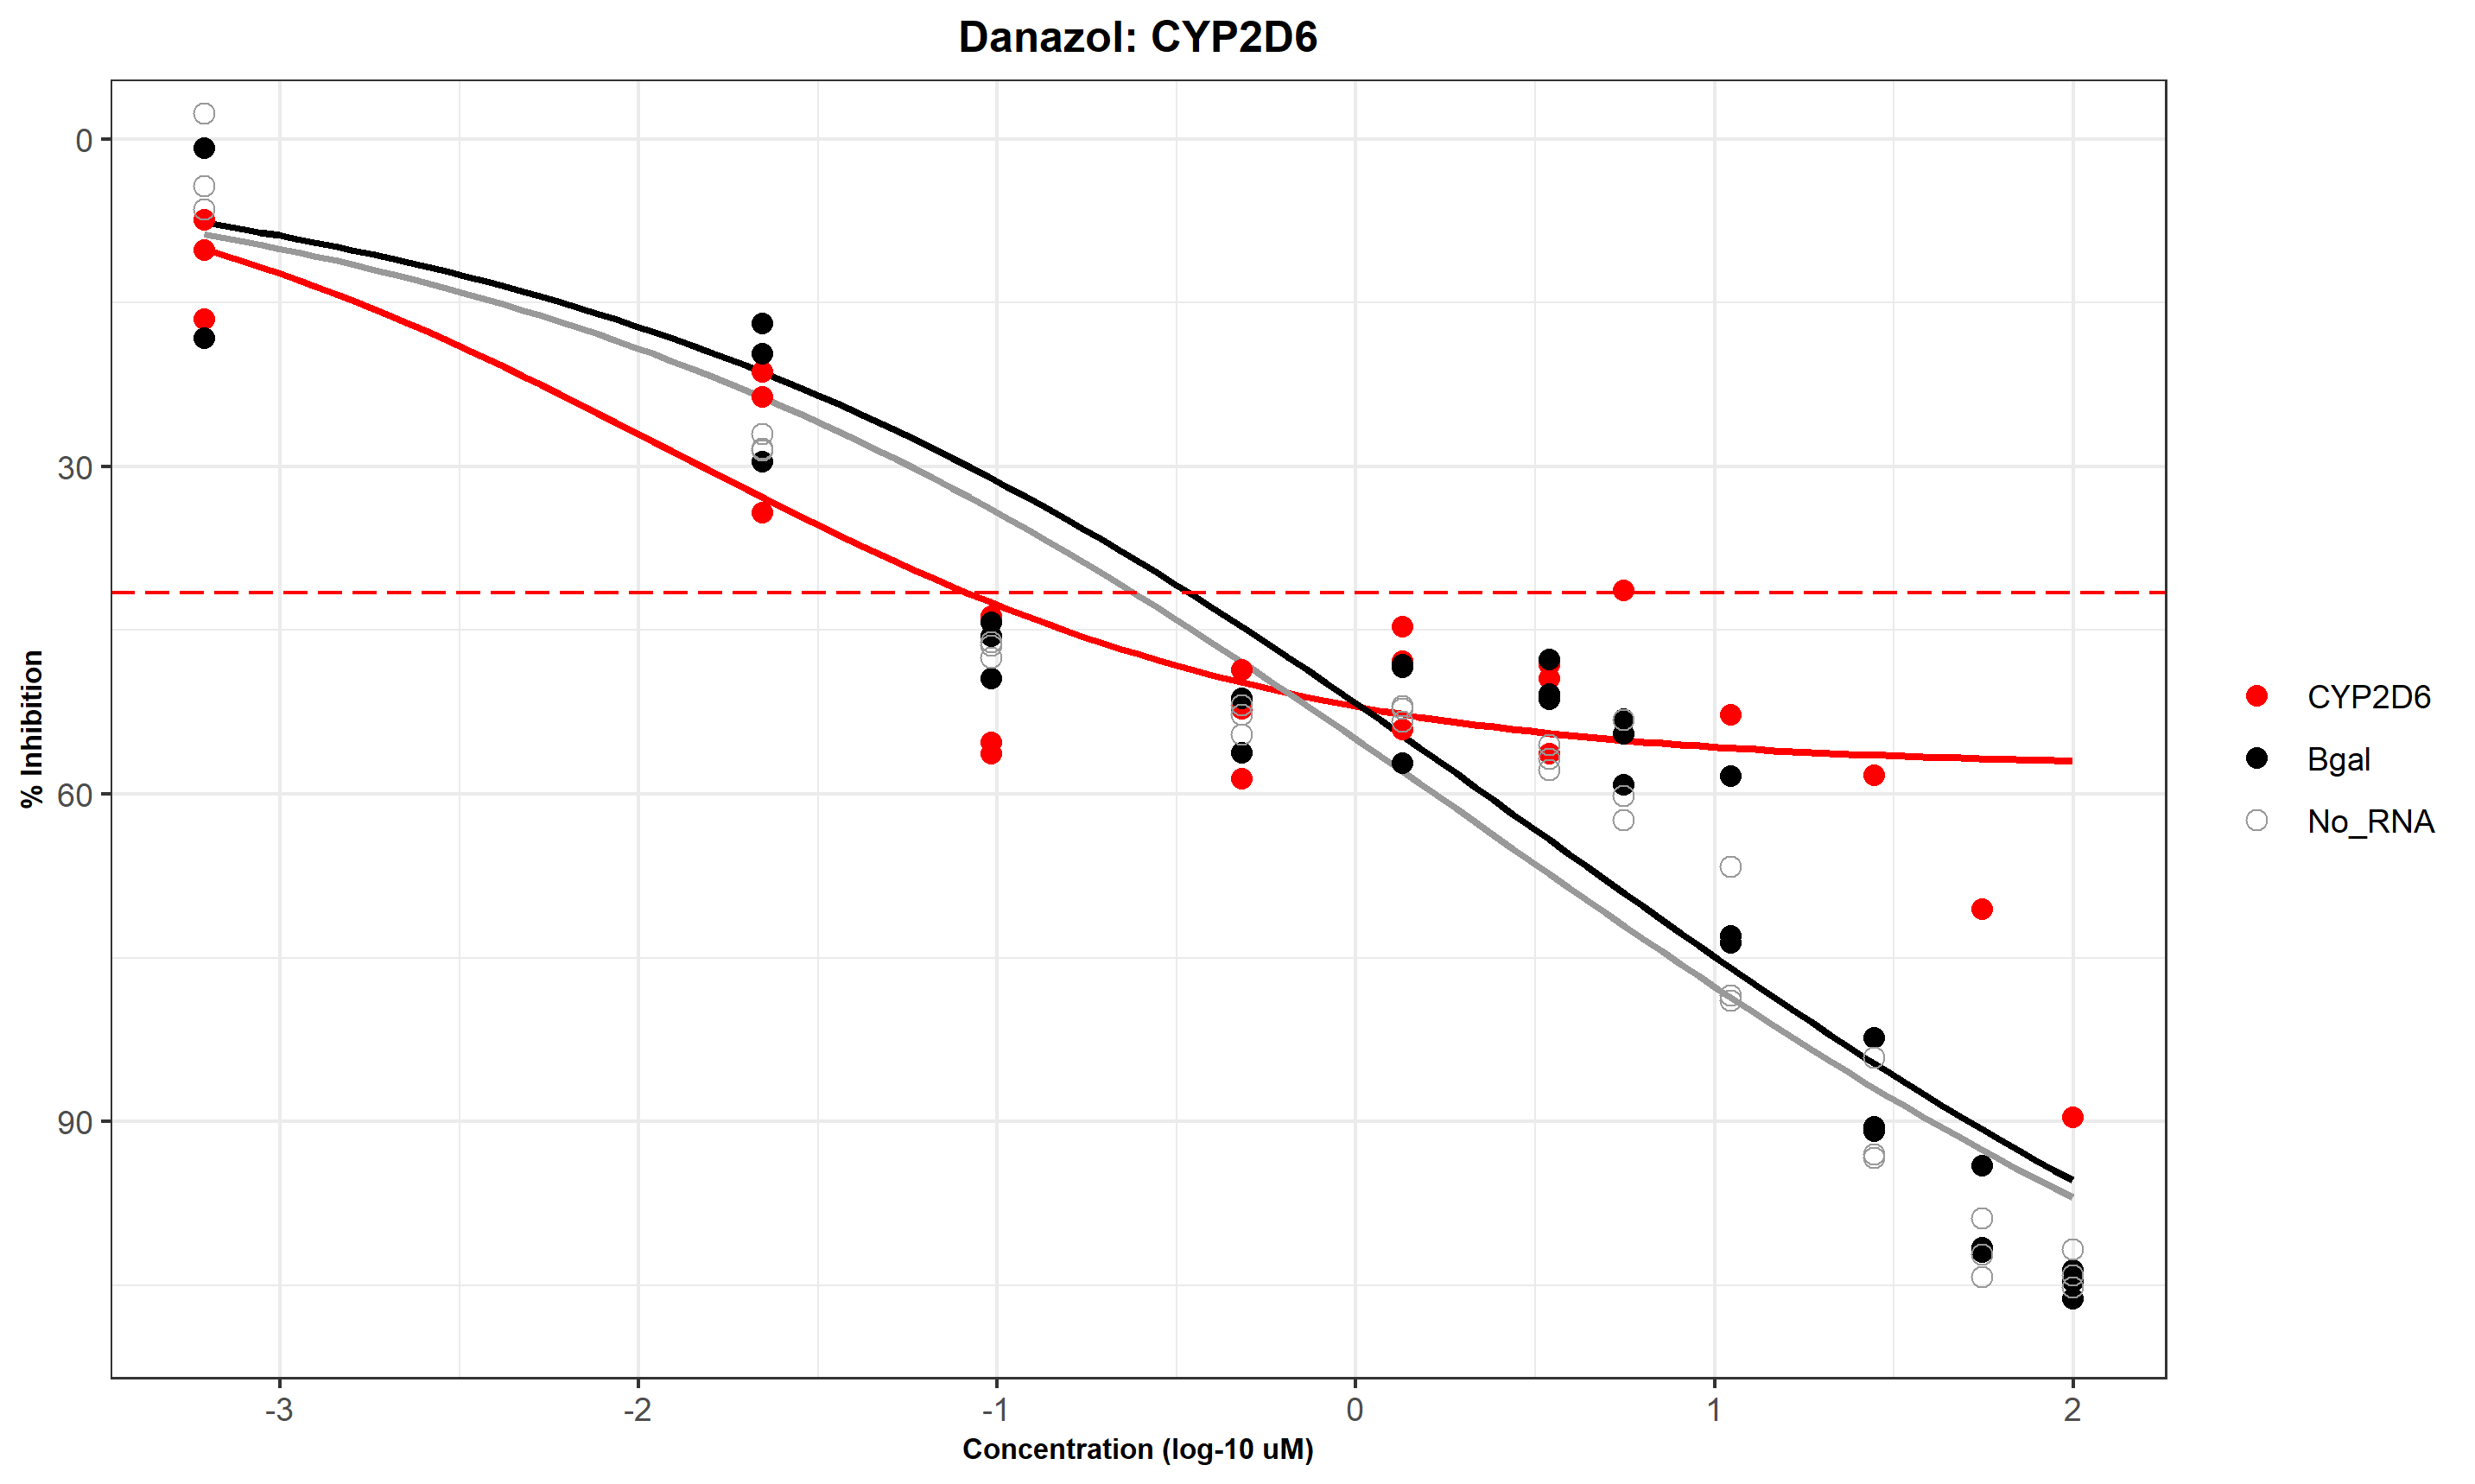 Danazol: CYP2D6
% Inhibition
0
30
60
90
-3
-2
-1
0
1
2
Concentration (log-10 uM)
CYP2D6
Bgal
No_RNA